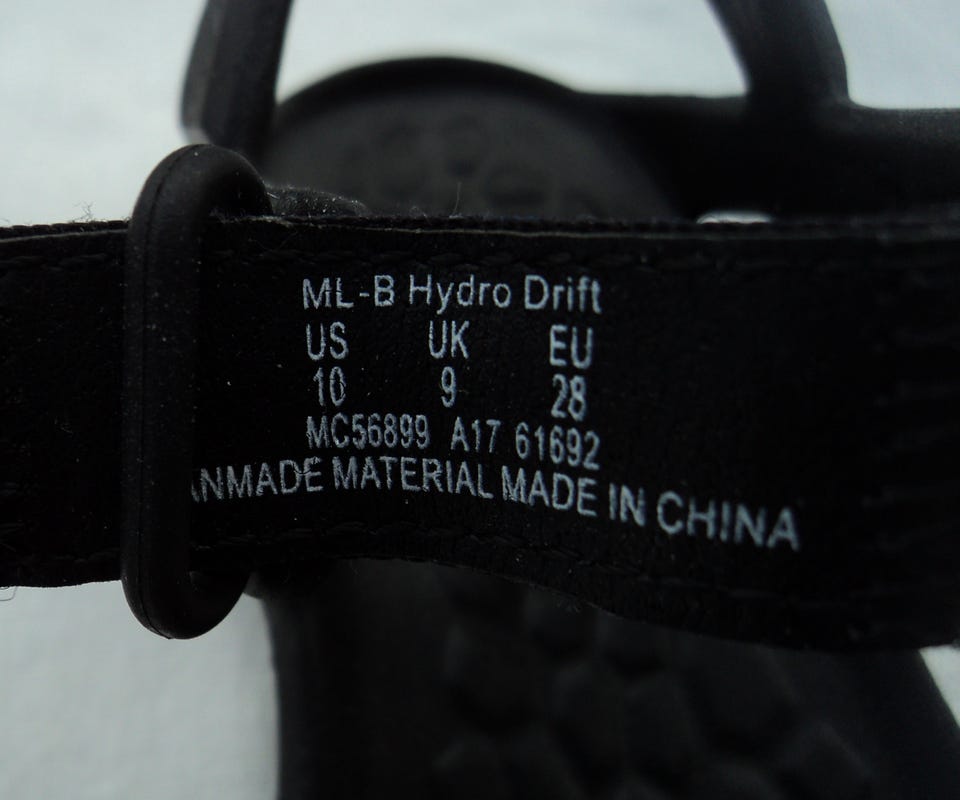 ML-B Hydro Drift
US UK EU
10 9 28
MC56899 A17 61692
ANMADE MATERIAL MADE IN CHINA